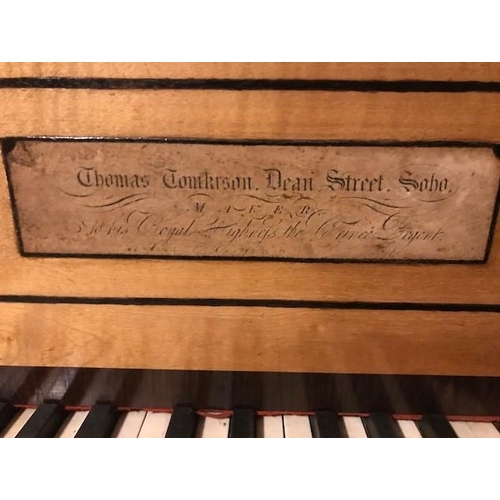 Thomas Tomkison. Dean Street. Soho.
MAKER
To his Royal Highness the Prince Regent